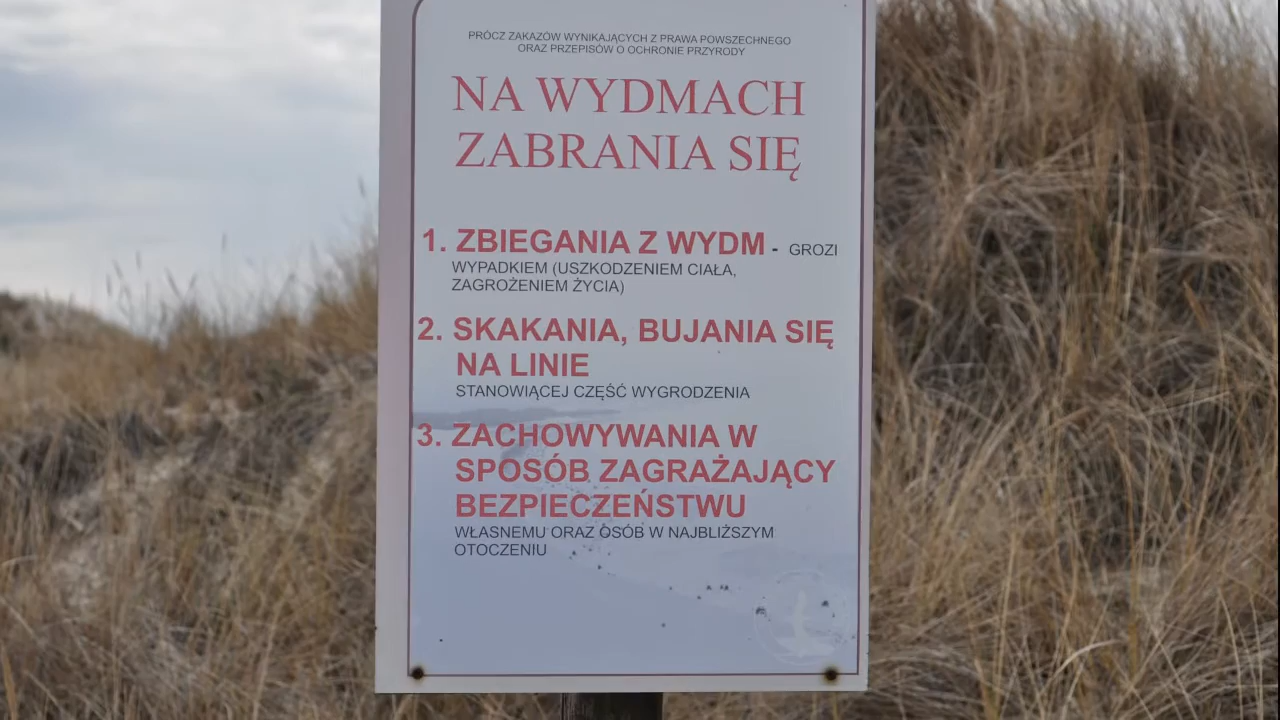 PRÓCZ ZAKAZÓW WYNIKAJĄCYCH Z PRAWA POWSZECHNEGO
ORAZ PRZEPISÓW O OCHRONIE PRZYRODY
NA WYDMACH
ZABRANIA SIĘ
1. ZBIEGANIA Z WYDM - GROZI
WYPADKIEM (USZKODZENIEM CIAŁA,
ZAGROŻENIEM ŻYCIA)
2. SKAKANIA, BUJANIA SIĘ
NA LINIE
STANOWIĄCEJ CZĘŚĆ WYGRODZENIA
3. ZACHOWYWANIA W
SPOSÓB ZAGRAŻAJĄCY
BEZPIECZEŃSTWU
WŁASNEMU ORAZ OSÓB W NAJBLIŻSZYM
OTOCZENIU